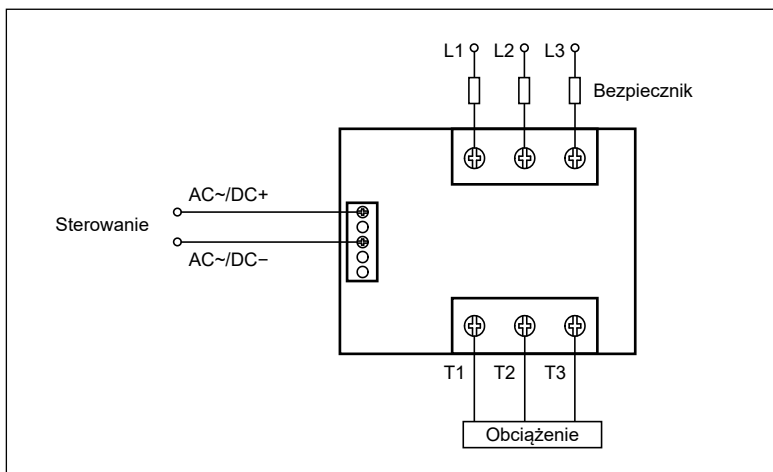 L1 L2 L3
Bezpiecznik
AC~/DC+
Sterowanie
AC~/DC−
T1 T2 T3
Obciążenie